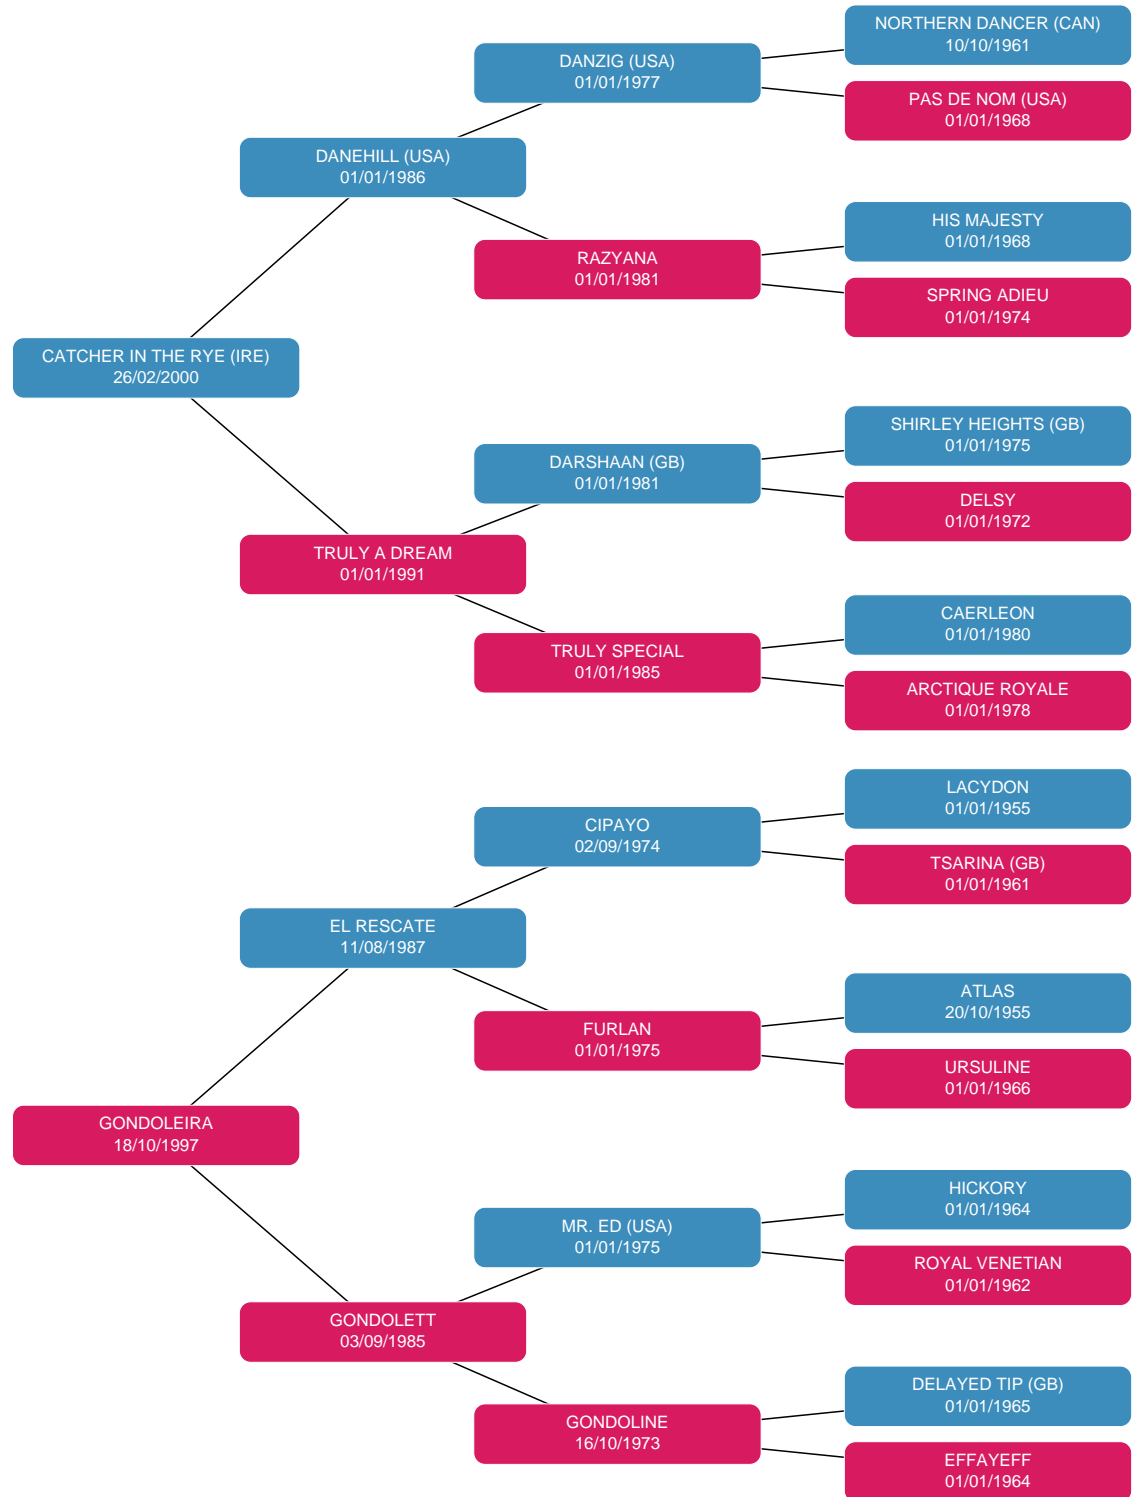 NORTHERN DANCER (CAN)
10/10/1961
DANZIG (USA)
01/01/1977
PAS DE NOM (USA)
01/01/1968
DANEHILL (USA)
01/01/1986
HIS MAJESTY
01/01/1968
RAZYANA
01/01/1981
SPRING ADIEU
01/01/1974
CATCHER IN THE RYE (IRE)
26/02/2000
SHIRLEY HEIGHTS (GB)
01/01/1975
DARSHAAN (GB)
01/01/1981
DELSY
01/01/1972
TRULY A DREAM
01/01/1991
CAERLEON
01/01/1980
TRULY SPECIAL
01/01/1985
ARCTIQUE ROYALE
01/01/1978
LACYDON
01/01/1955
CIPAYO
02/09/1974
TSARINA (GB)
01/01/1961
EL RESCATE
11/08/1987
ATLAS
20/10/1955
FURLAN
01/01/1975
URSULINE
01/01/1966
GONDOLEIRA
18/10/1997
HICKORY
01/01/1964
MR. ED (USA)
01/01/1975
ROYAL VENETIAN
01/01/1962
GONDOLETT
03/09/1985
DELAYED TIP (GB)
01/01/1965
GONDOLINE
16/10/1973
EFFAYEFF
01/01/1964